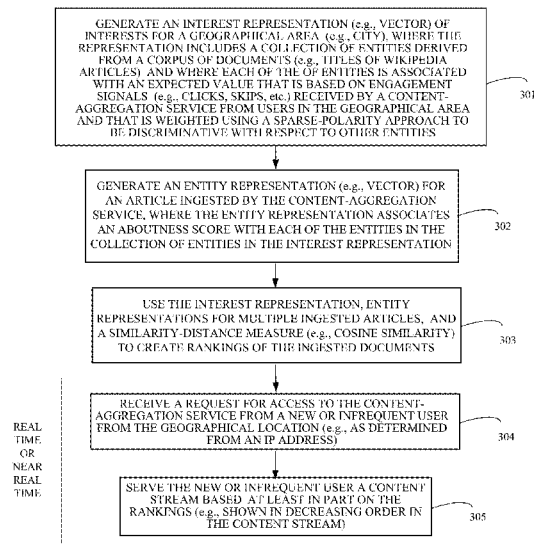 GENERATE AN INTEREST REPRESENTATION (e.g., VECTOR) OF
INTERESTS FOR A GEOGRAPHICAL AREA (e.g., CITY), WHERE THE
REPRESENTATION INCLUDES A COLLECTION OF ENTITIES DERIVED
FROM A CORPUS OF DOCUMENTS (e.g., TITLES OF WIKIPEDIA
ARTICLES) AND WHERE EACH OF THE OF ENTITIES IS ASSOCIATED
WITH AN EXPECTED VALUE THAT IS BASED ON ENGAGEMENT
SIGNALS (e.g., CLICKS, SKIPS, etc.) RECEIVED BY A CONTENT-
AGGREGATION SERVICE FROM USERS IN THE GEOGRAPHICAL AREA
AND THAT IS WEIGHTED USING A SPARSE-POLARITY APPROACH TO
BE DISCRIMINATIVE WITH RESPECT TO OTHER ENTITIES
301
GENERATE AN ENTITY REPRESENTATION (e.g., VECTOR) FOR
AN ARTICLE INGESTED BY THE CONTENT-AGGREGATION
SERVICE, WHERE THE ENTITY REPRESENTATION ASSOCIATES
AN ABOUTNESS SCORE WITH EACH OF THE ENTITIES IN THE
COLLECTION OF ENTITIES IN THE INTEREST REPRESENTATION
302
USE THE INTEREST REPRESENTATION, ENTITY
REPRESENTATIONS FOR MULTIPLE INGESTED ARTICLES, AND
A SIMILARITY-DISTANCE MEASURE (e.g., COSINE SIMILARITY)
TO CREATE RANKINGS OF THE INGESTED DOCUMENTS
303
REAL
TIME
OR
NEAR
REAL
TIME
RECEIVE A REQUEST FOR ACCESS TO THE CONTENT-
AGGREGATION SERVICE FROM A NEW OR INFREQUENT USER
FROM THE GEOGRAPHICAL LOCATION (e.g., AS DETERMINED
FROM AN IP ADDRESS)
304
SERVE THE NEW OR INFREQUENT USER A CONTENT
STREAM BASED AT LEAST IN PART ON THE
RANKINGS (e.g., SHOWN IN DECREASING ORDER IN
THE CONTENT STREAM)
305